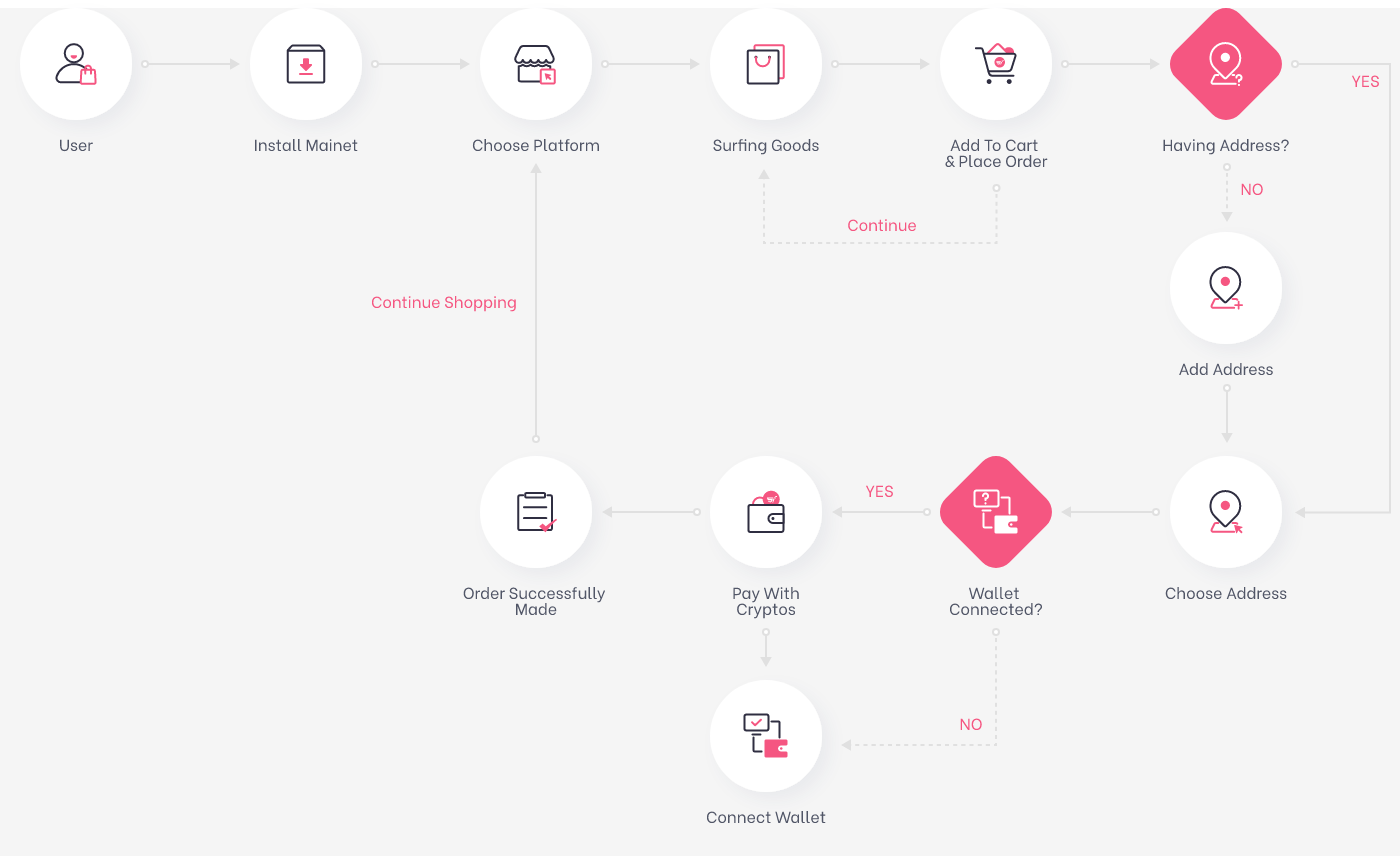 User
Install Mainet
Choose Platform
Surfing Goods
Add To Cart
& Place Order
Having Address?
YES
NO
Continue
Continue Shopping
Add Address
Order Successfully
Made
Pay With
Cryptos
YES
Wallet
Connected?
Choose Address
NO
Connect Wallet